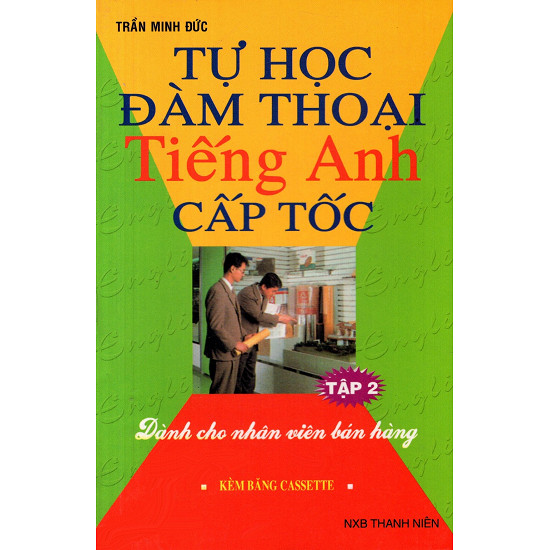 TRẦN MINH ĐỨC
TỰ HỌC
ĐÀM THOẠI
Tiếng Anh
CẤP TỐC
TẬP 2
Dành cho nhân viên bán hàng
KÈM BĂNG CASSETTE
NXB THANH NIÊN